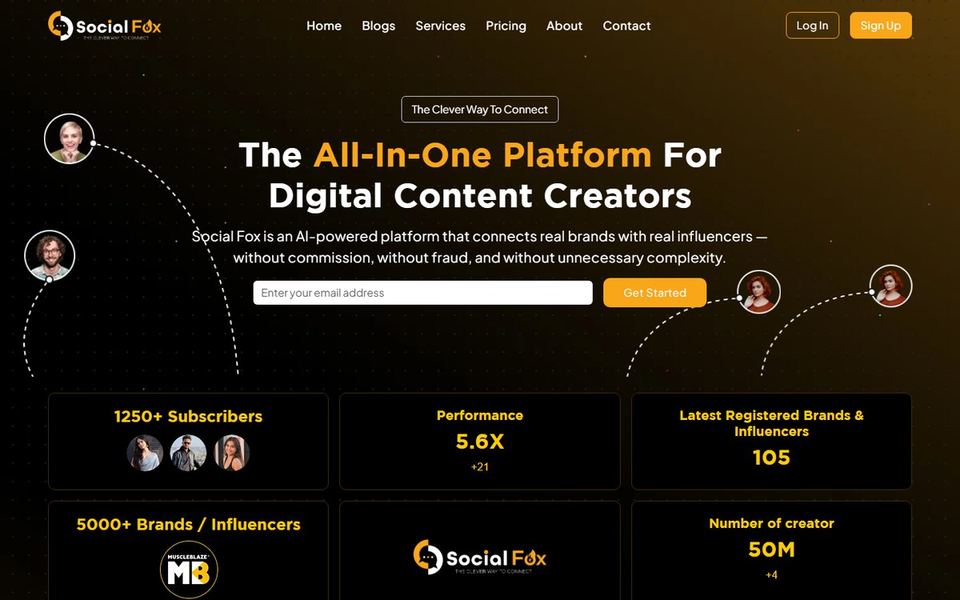 Social Fox
THE CLEVER WAY TO CONNECT
Home Blogs Services Pricing About Contact
Log In Sign Up
The Clever Way To Connect
The All-In-One Platform For
Digital Content Creators
Social Fox is an AI-powered platform that connects real brands with real influencers —
without commission, without fraud, and without unnecessary complexity.
Enter your email address Get Started
1250+ Subscribers
Performance
5.6X
+21
Latest Registered Brands &
Influencers
105
5000+ Brands / Influencers
MUSCLEBLAZE
MB
Social Fox
THE CLEVER WAY TO CONNECT
Number of creator
50M
+4